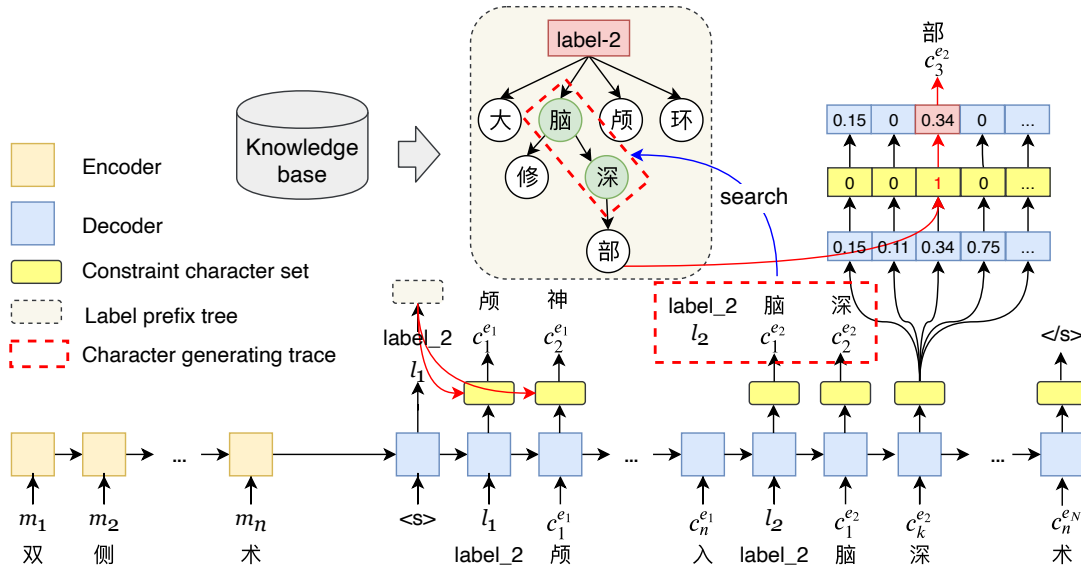 label-2
大 脑 颅 环
修 深
部
Knowledge
base
search
部
c_3^{e_2}
0.15 0 0.34 0 ...
0 0 1 0 ...
0.15 0.11 0.34 0.75 ...
Encoder
Decoder
Constraint character set
Label prefix tree
Character generating trace
label_2 颅 神
l_1 c_1^{e_1} c_2^{e_1}
label_2 脑 深
l_2 c_1^{e_2} c_2^{e_2}
</s>
... ... ...
m_1 m_2 m_n <s> l_1 c_1^{e_1} c_n^{e_1} l_2 c_1^{e_2} c_k^{e_2} c_n^{e_N}
双 侧 术 label_2 颅 入 label_2 脑 深 术